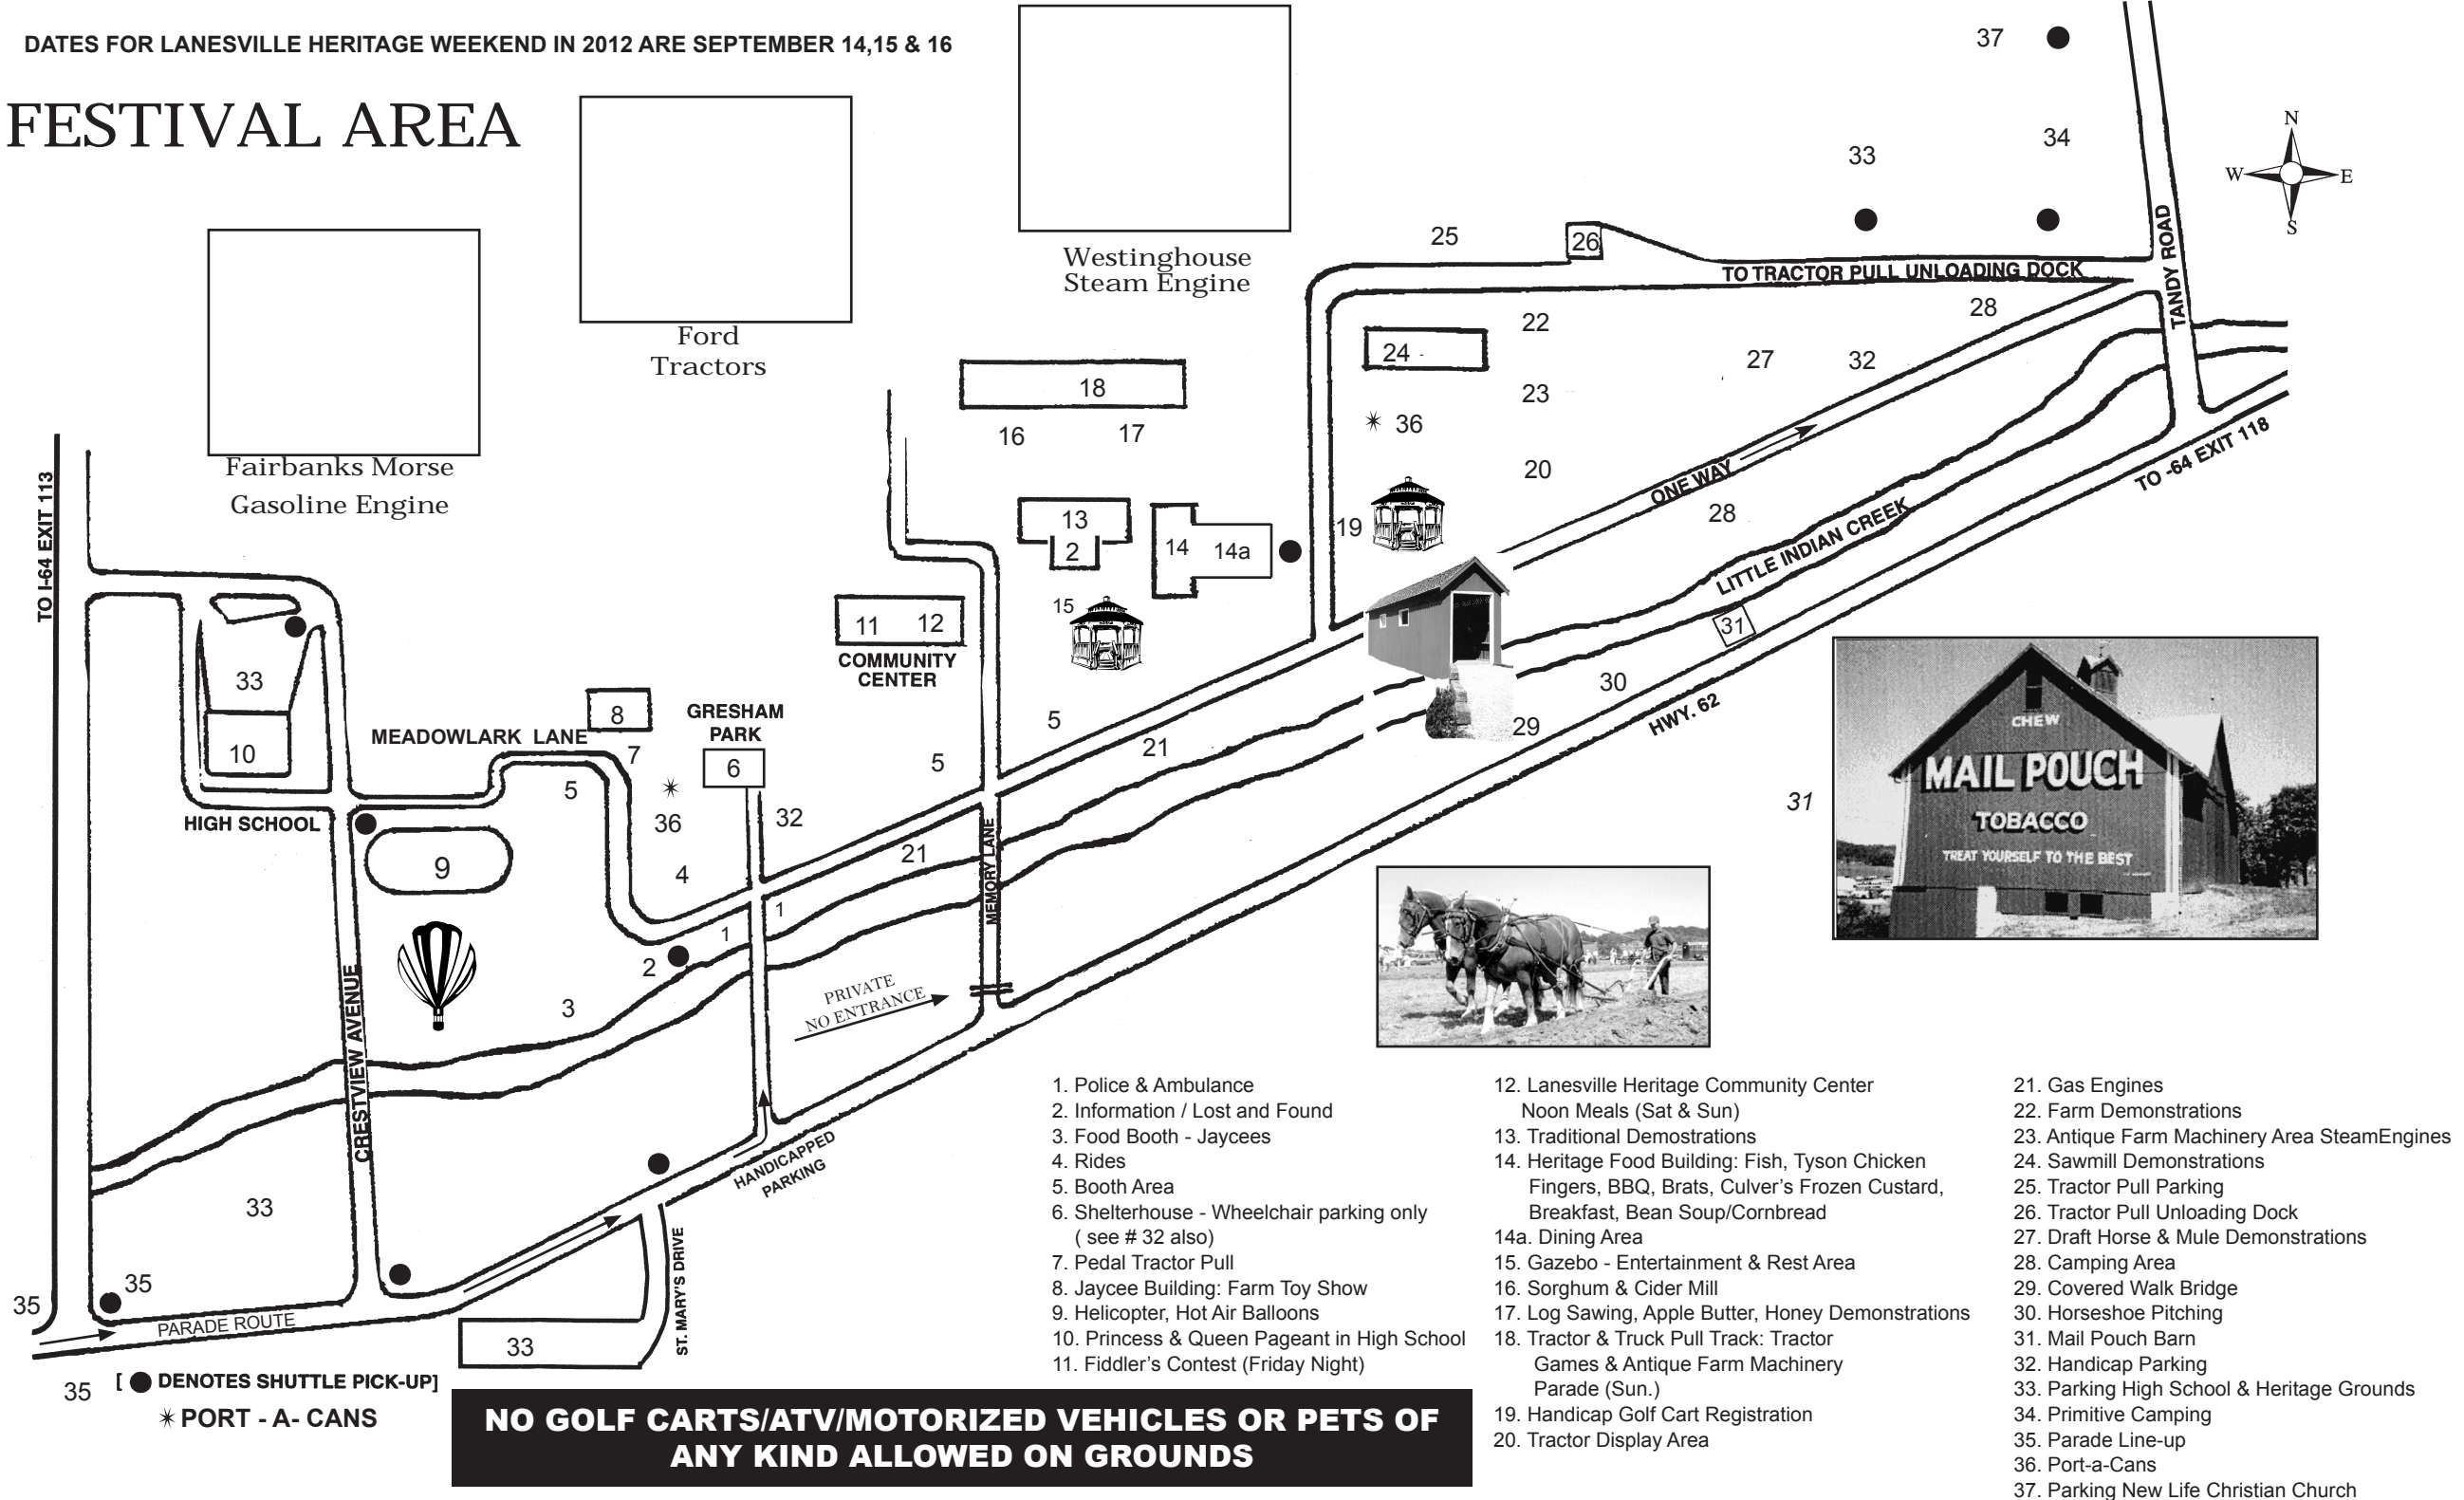 DATES FOR LANESVILLE HERITAGE WEEKEND IN 2012 ARE SEPTEMBER 14,15 & 16
FESTIVAL AREA
Fairbanks Morse
Gasoline Engine
Ford
Tractors
Westinghouse
Steam Engine
37
34
33
N
W
E
S
25
26
TO TRACTOR PULL UNLOADING DOCK
TANDY ROAD
28
22
24
27
32
23
36
20
19
18
16
17
13
2
14
14a
15
ONE WAY
28
LITTLE INDIAN CREEK
TO -64 EXIT 118
31
30
29
HWY. 62
TO I-64 EXIT 113
33
10
HIGH SCHOOL
MEADOWLARK LANE
8
7
5
GRESHAM
PARK
6
36
32
4
11
12
COMMUNITY
CENTER
5
5
21
21
MEMORY LANE
9
1
1
2
3
CRESTVIEW AVENUE
PRIVATE
NO ENTRANCE
HANDICAPPED
PARKING
33
35
35
PARADE ROUTE
ST. MARY'S DRIVE
33
35
[ ● DENOTES SHUTTLE PICK-UP]
✴ PORT - A- CANS
31
CHEW
MAIL POUCH
TOBACCO
TREAT YOURSELF TO THE BEST
NO GOLF CARTS/ATV/MOTORIZED VEHICLES OR PETS OF
ANY KIND ALLOWED ON GROUNDS
1. Police & Ambulance
2. Information / Lost and Found
3. Food Booth - Jaycees
4. Rides
5. Booth Area
6. Shelterhouse - Wheelchair parking only
( see # 32 also)
7. Pedal Tractor Pull
8. Jaycee Building: Farm Toy Show
9. Helicopter, Hot Air Balloons
10. Princess & Queen Pageant in High School
11. Fiddler's Contest (Friday Night)
12. Lanesville Heritage Community Center
Noon Meals (Sat & Sun)
13. Traditional Demostrations
14. Heritage Food Building: Fish, Tyson Chicken
Fingers, BBQ, Brats, Culver's Frozen Custard,
Breakfast, Bean Soup/Cornbread
14a. Dining Area
15. Gazebo - Entertainment & Rest Area
16. Sorghum & Cider Mill
17. Log Sawing, Apple Butter, Honey Demonstrations
18. Tractor & Truck Pull Track: Tractor
Games & Antique Farm Machinery
Parade (Sun.)
19. Handicap Golf Cart Registration
20. Tractor Display Area
21. Gas Engines
22. Farm Demonstrations
23. Antique Farm Machinery Area SteamEngines
24. Sawmill Demonstrations
25. Tractor Pull Parking
26. Tractor Pull Unloading Dock
27. Draft Horse & Mule Demonstrations
28. Camping Area
29. Covered Walk Bridge
30. Horseshoe Pitching
31. Mail Pouch Barn
32. Handicap Parking
33. Parking High School & Heritage Grounds
34. Primitive Camping
35. Parade Line-up
36. Port-a-Cans
37. Parking New Life Christian Church